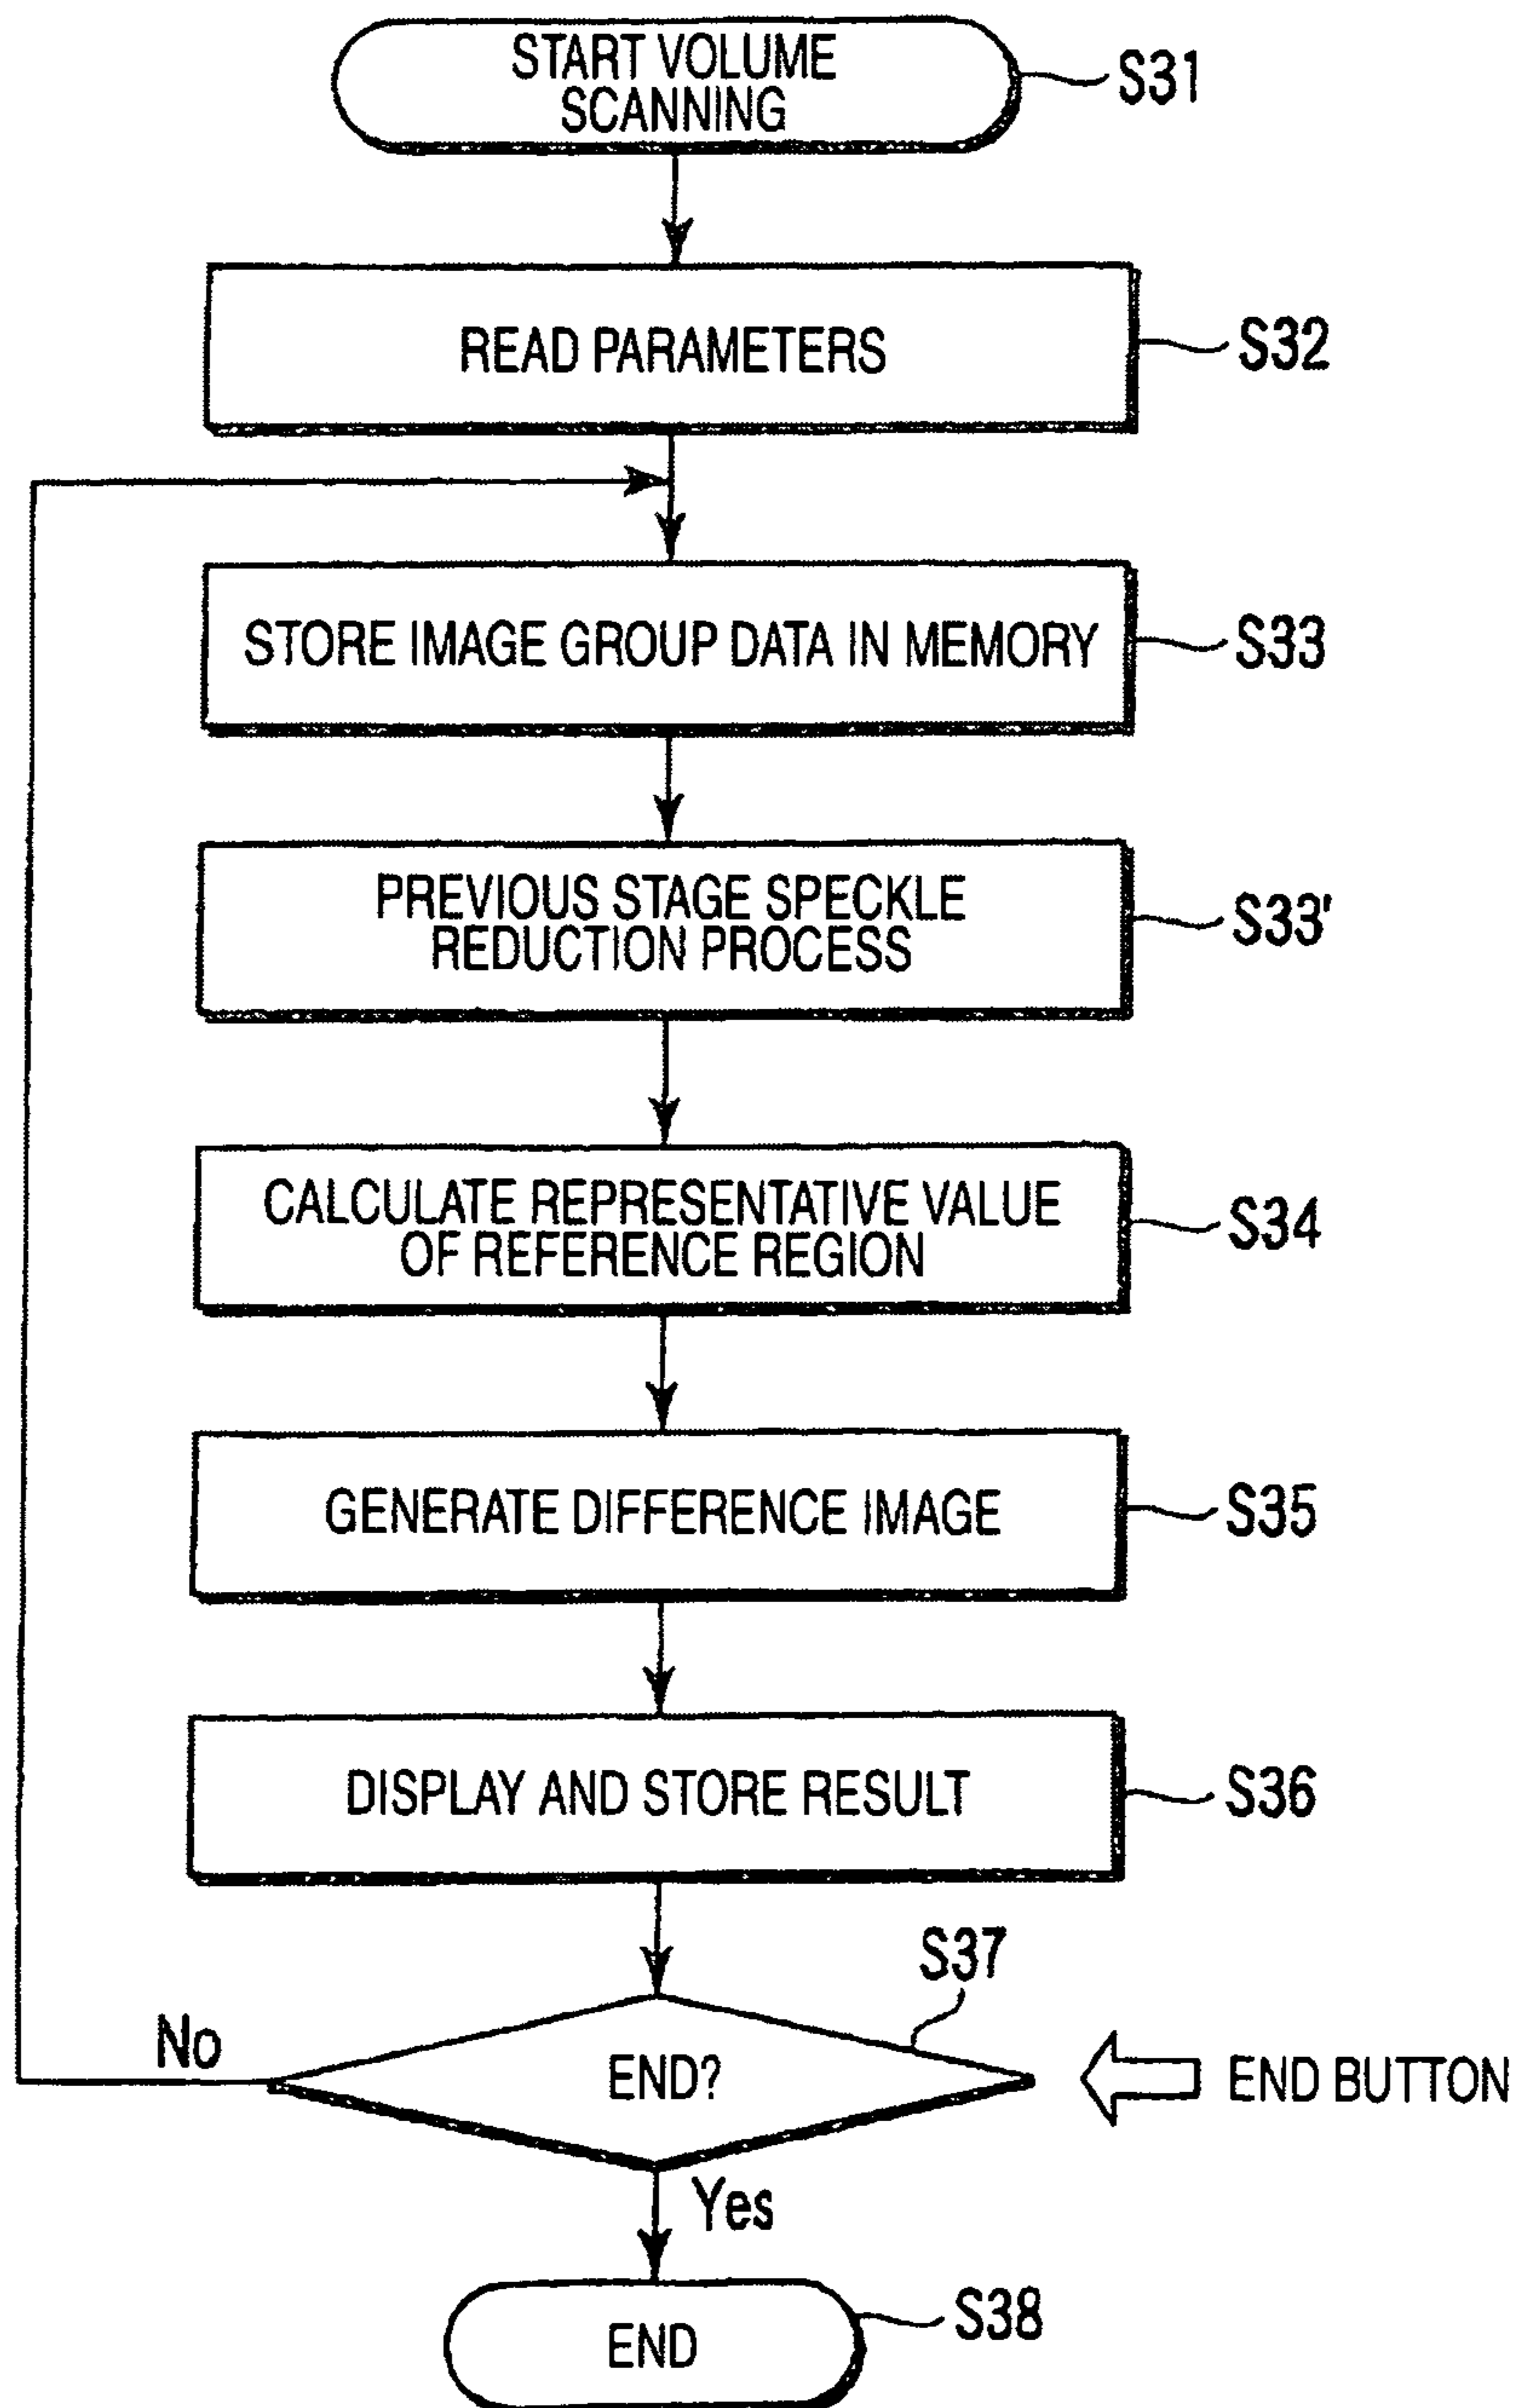 START VOLUME
SCANNING
S31
READ PARAMETERS
S32
STORE IMAGE GROUP DATA IN MEMORY
S33
PREVIOUS STAGE SPECKLE
REDUCTION PROCESS
S33'
CALCULATE REPRESENTATIVE VALUE
OF REFERENCE REGION
S34
GENERATE DIFFERENCE IMAGE
S35
DISPLAY AND STORE RESULT
S36
S37
No
END?
END BUTTON
Yes
END
S38